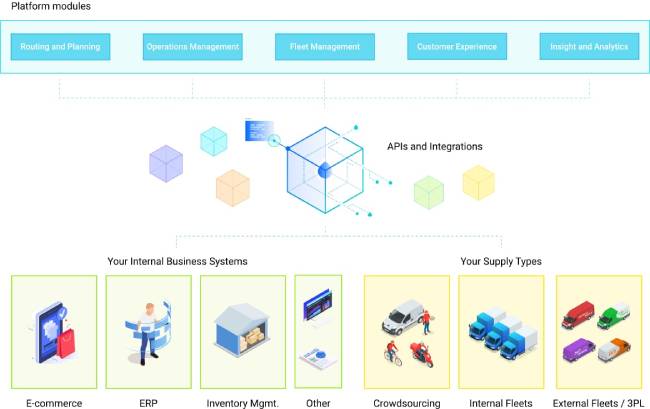 Platform modules
Routing and Planning
Operations Management
Fleet Management
Customer Experience
Insight and Analytics
APIs and Integrations
Your Internal Business Systems
Your Supply Types
E-commerce
ERP
Inventory Mgmt.
Other
Crowdsourcing
Internal Fleets
External Fleets / 3PL